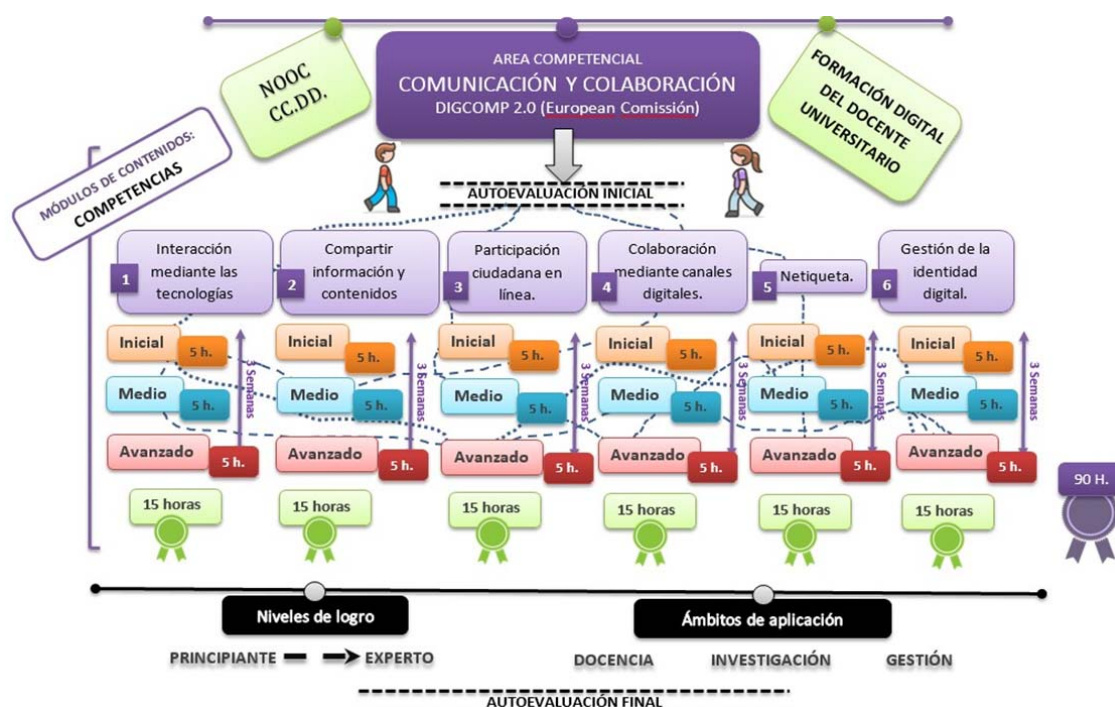 NOOC
CC.DD.
AREA COMPETENCIAL
COMUNICACIÓN Y COLABORACIÓN
DIGCOMP 2.0 (European Comissión)
FORMACIÓN DIGITAL
DEL DOCENTE
UNIVERSITARIO
MÓDULOS DE CONTENIDOS:
COMPETENCIAS
AUTOEVALUACIÓN INICIAL
1
Interacción
mediante las
tecnologías
2
Compartir
información y
contenidos
3
Participación
ciudadana en
línea.
4
Colaboración
mediante canales
digitales.
5
Netiqueta.
6
Gestión de la
identidad
digital.
Inicial
5 h.
Medio
5 h.
Avanzado
5 h.
3 Semanas
15 horas
Inicial
5 h.
Medio
5 h.
Avanzado
5 h.
3 Semanas
15 horas
Inicial
5 h.
Medio
5 h.
Avanzado
5 h.
3 Semanas
15 horas
Inicial
5 h.
Medio
5 h.
Avanzado
5 h.
3 Semanas
15 horas
Inicial
5 h.
Medio
5 h.
Avanzado
5 h.
3 Semanas
15 horas
Inicial
5 h.
Medio
5 h.
Avanzado
5 h.
3 Semanas
15 horas
90 H.
Niveles de logro
PRINCIPIANTE
EXPERTO
Ámbitos de aplicación
DOCENCIA
INVESTIGACIÓN
GESTIÓN
AUTOEVALUACIÓN FINAL